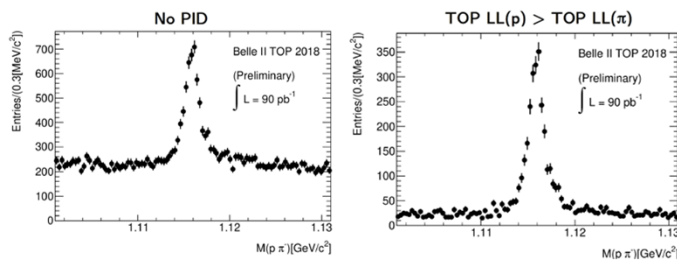 No PID
Entries/(0.3[MeV/c²]
700
600
500
400
300
200
100
0
Belle II TOP 2018
(Preliminary)
∫ L = 90 pb⁻¹
1.11
1.12
1.13
M(p π⁻)[GeV/c²]
TOP LL(p) > TOP LL(π)
Entries/(0.3[MeV/c²]
350
300
250
200
150
100
50
0
Belle II TOP 2018
(Preliminary)
∫ L = 90 pb⁻¹
1.11
1.12
1.13
M(p π⁻)[GeV/c²]